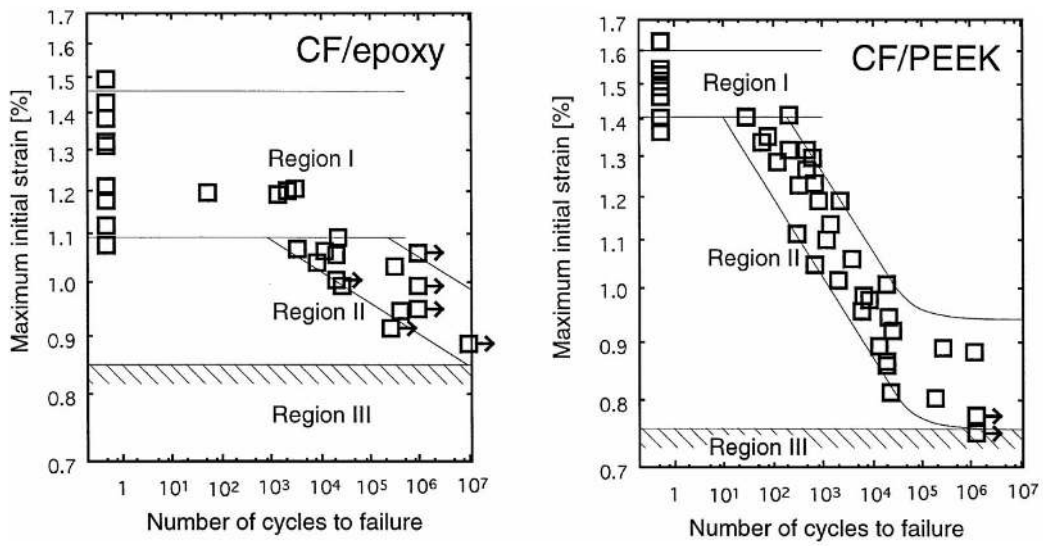 CF/epoxy
Maximum initial strain [%]
1.7
1.6
1.5
1.4
1.3
1.2
1.1
1.0
0.9
0.8
0.7
Region I
Region II
Region III
1 10¹ 10² 10³ 10⁴ 10⁵ 10⁶ 10⁷
Number of cycles to failure
CF/PEEK
Maximum initial strain [%]
1.7
1.6
1.5
1.4
1.3
1.2
1.1
1.0
0.9
0.8
0.7
Region I
Region II
Region III
1 10¹ 10² 10³ 10⁴ 10⁵ 10⁶ 10⁷
Number of cycles to failure